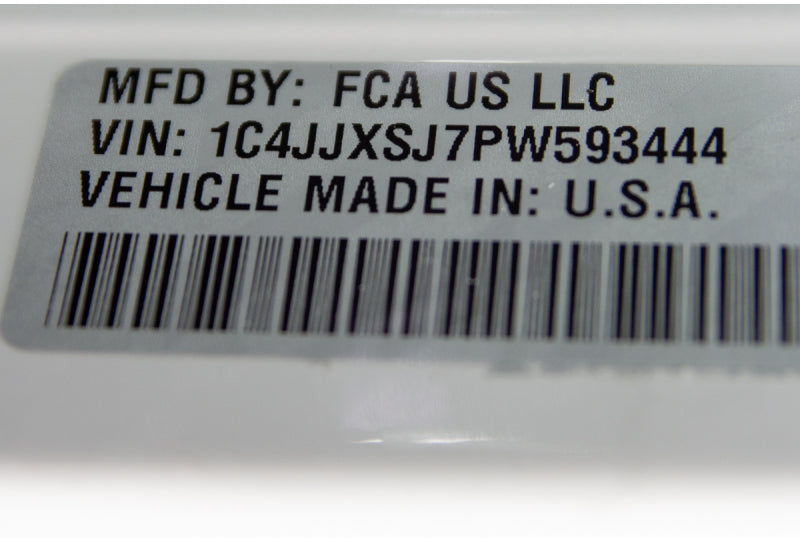 MFD BY: FCA US LLC
VIN: 1C4JJXSJ7PW593444
VEHICLE MADE IN: U.S.A.